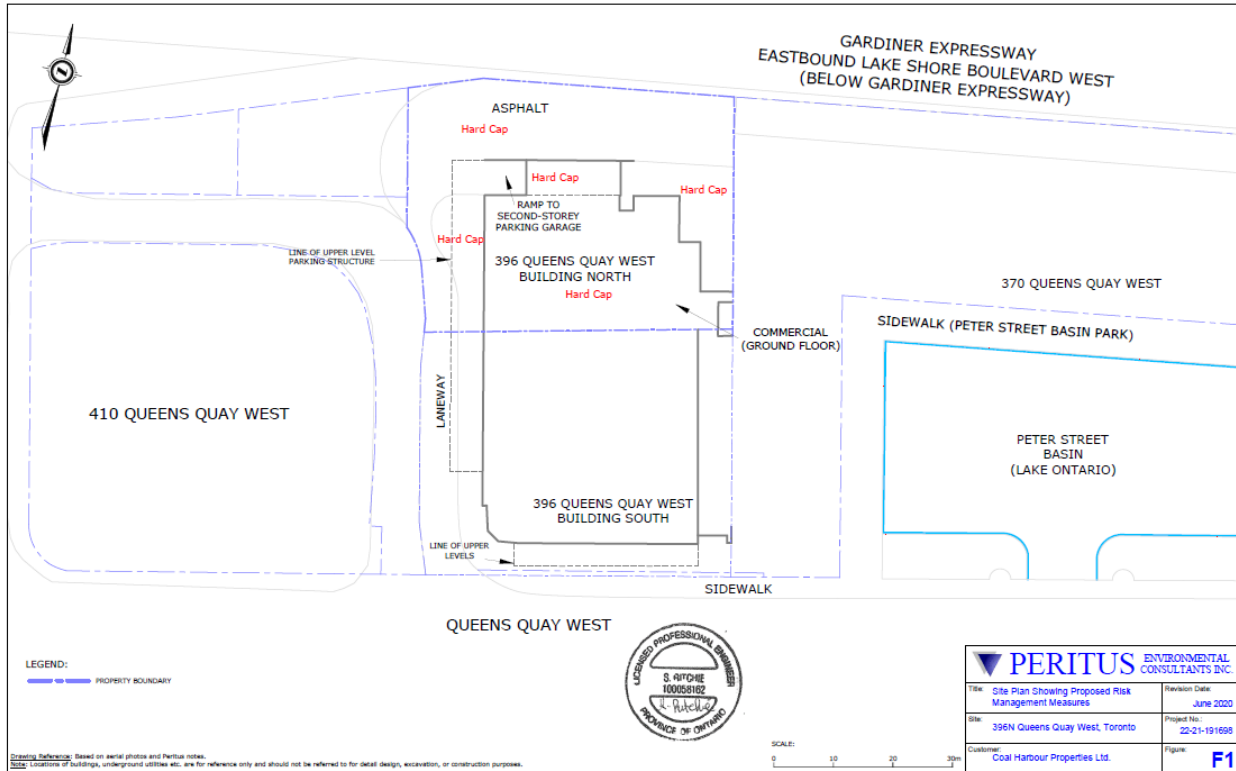 GARDINER EXPRESSWAY
EASTBOUND LAKE SHORE BOULEVARD WEST
(BELOW GARDINER EXPRESSWAY)
ASPHALT
Hard Cap
Hard Cap
Hard Cap
RAMP TO
SECOND-STOREY
PARKING GARAGE
Hard Cap
LINE OF UPPER LEVEL
PARKING STRUCTURE
396 QUEENS QUAY WEST
BUILDING NORTH
Hard Cap
370 QUEENS QUAY WEST
SIDEWALK (PETER STREET BASIN PARK)
COMMERCIAL
(GROUND FLOOR)
LANEWAY
410 QUEENS QUAY WEST
PETER STREET
BASIN
(LAKE ONTARIO)
396 QUEENS QUAY WEST
BUILDING SOUTH
LINE OF UPPER
LEVELS
SIDEWALK
QUEENS QUAY WEST
LICENSED PROFESSIONAL ENGINEER
S. RITCHIE
100058162
S. Ritchie
PROVINCE OF ONTARIO
LEGEND:
PROPERTY BOUNDARY
PERITUS ENVIRONMENTAL CONSULTANTS INC.
Title: Site Plan Showing Proposed Risk Management Measures
Revision Date: June 2020
Site: 396N Queens Quay West, Toronto
Project No.: 22-21-191698
Customer: Coal Harbour Properties Ltd.
Figure: F1
SCALE:
0 10 20 30m
Drawing Reference: Based on aerial photos and Peritus notes.
Note: Locations of buildings, underground utilities etc. are for reference only and should not be referred to for detail design, excavation, or construction purposes.